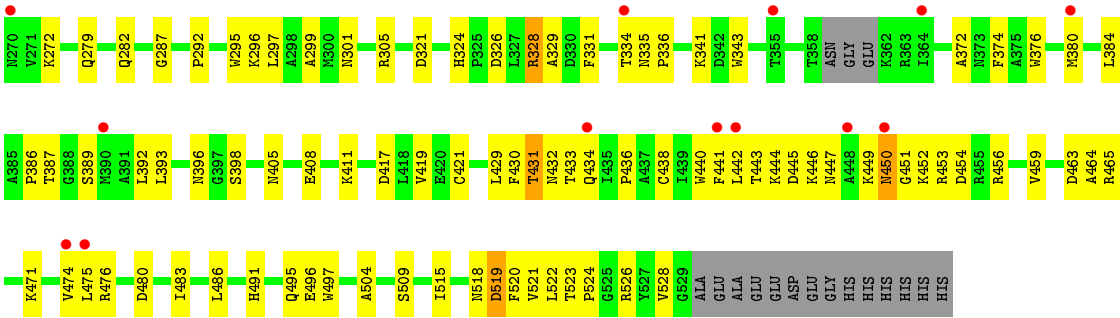 N270 V271 K272 Q279 Q282 G287 P292 W295 K296 L297 A298 A299 M300 N301 R305 D321 H324 P325 D326 L327 R328 A329 D330 F331 T334 N335 P336 K341 D342 W343 T355 T358 ASN GLY GLU K362 R363 I364 A372 N373 F374 A375 W376 M380 L384
A385 P386 T387 G388 S389 M390 A391 L392 L393 N396 G397 S398 N405 E408 K411 D417 L418 V419 E420 C421 L429 F430 T431 N432 T433 Q434 I435 P436 A437 C438 I439 W440 F441 L442 T443 K444 D445 K446 N447 A448 K449 N450 G451 K452 R453 D454 R455 R456 V459 D463 A464 R465
K471 V474 L475 R476 D480 I483 L486 H491 Q495 E496 W497 A504 S509 I515 N518 D519 F520 V521 L522 T523 P524 G525 R526 Y527 V528 G529 ALA GLU ALA GLU GLU ASP GLU GLY HIS HIS HIS HIS HIS HIS